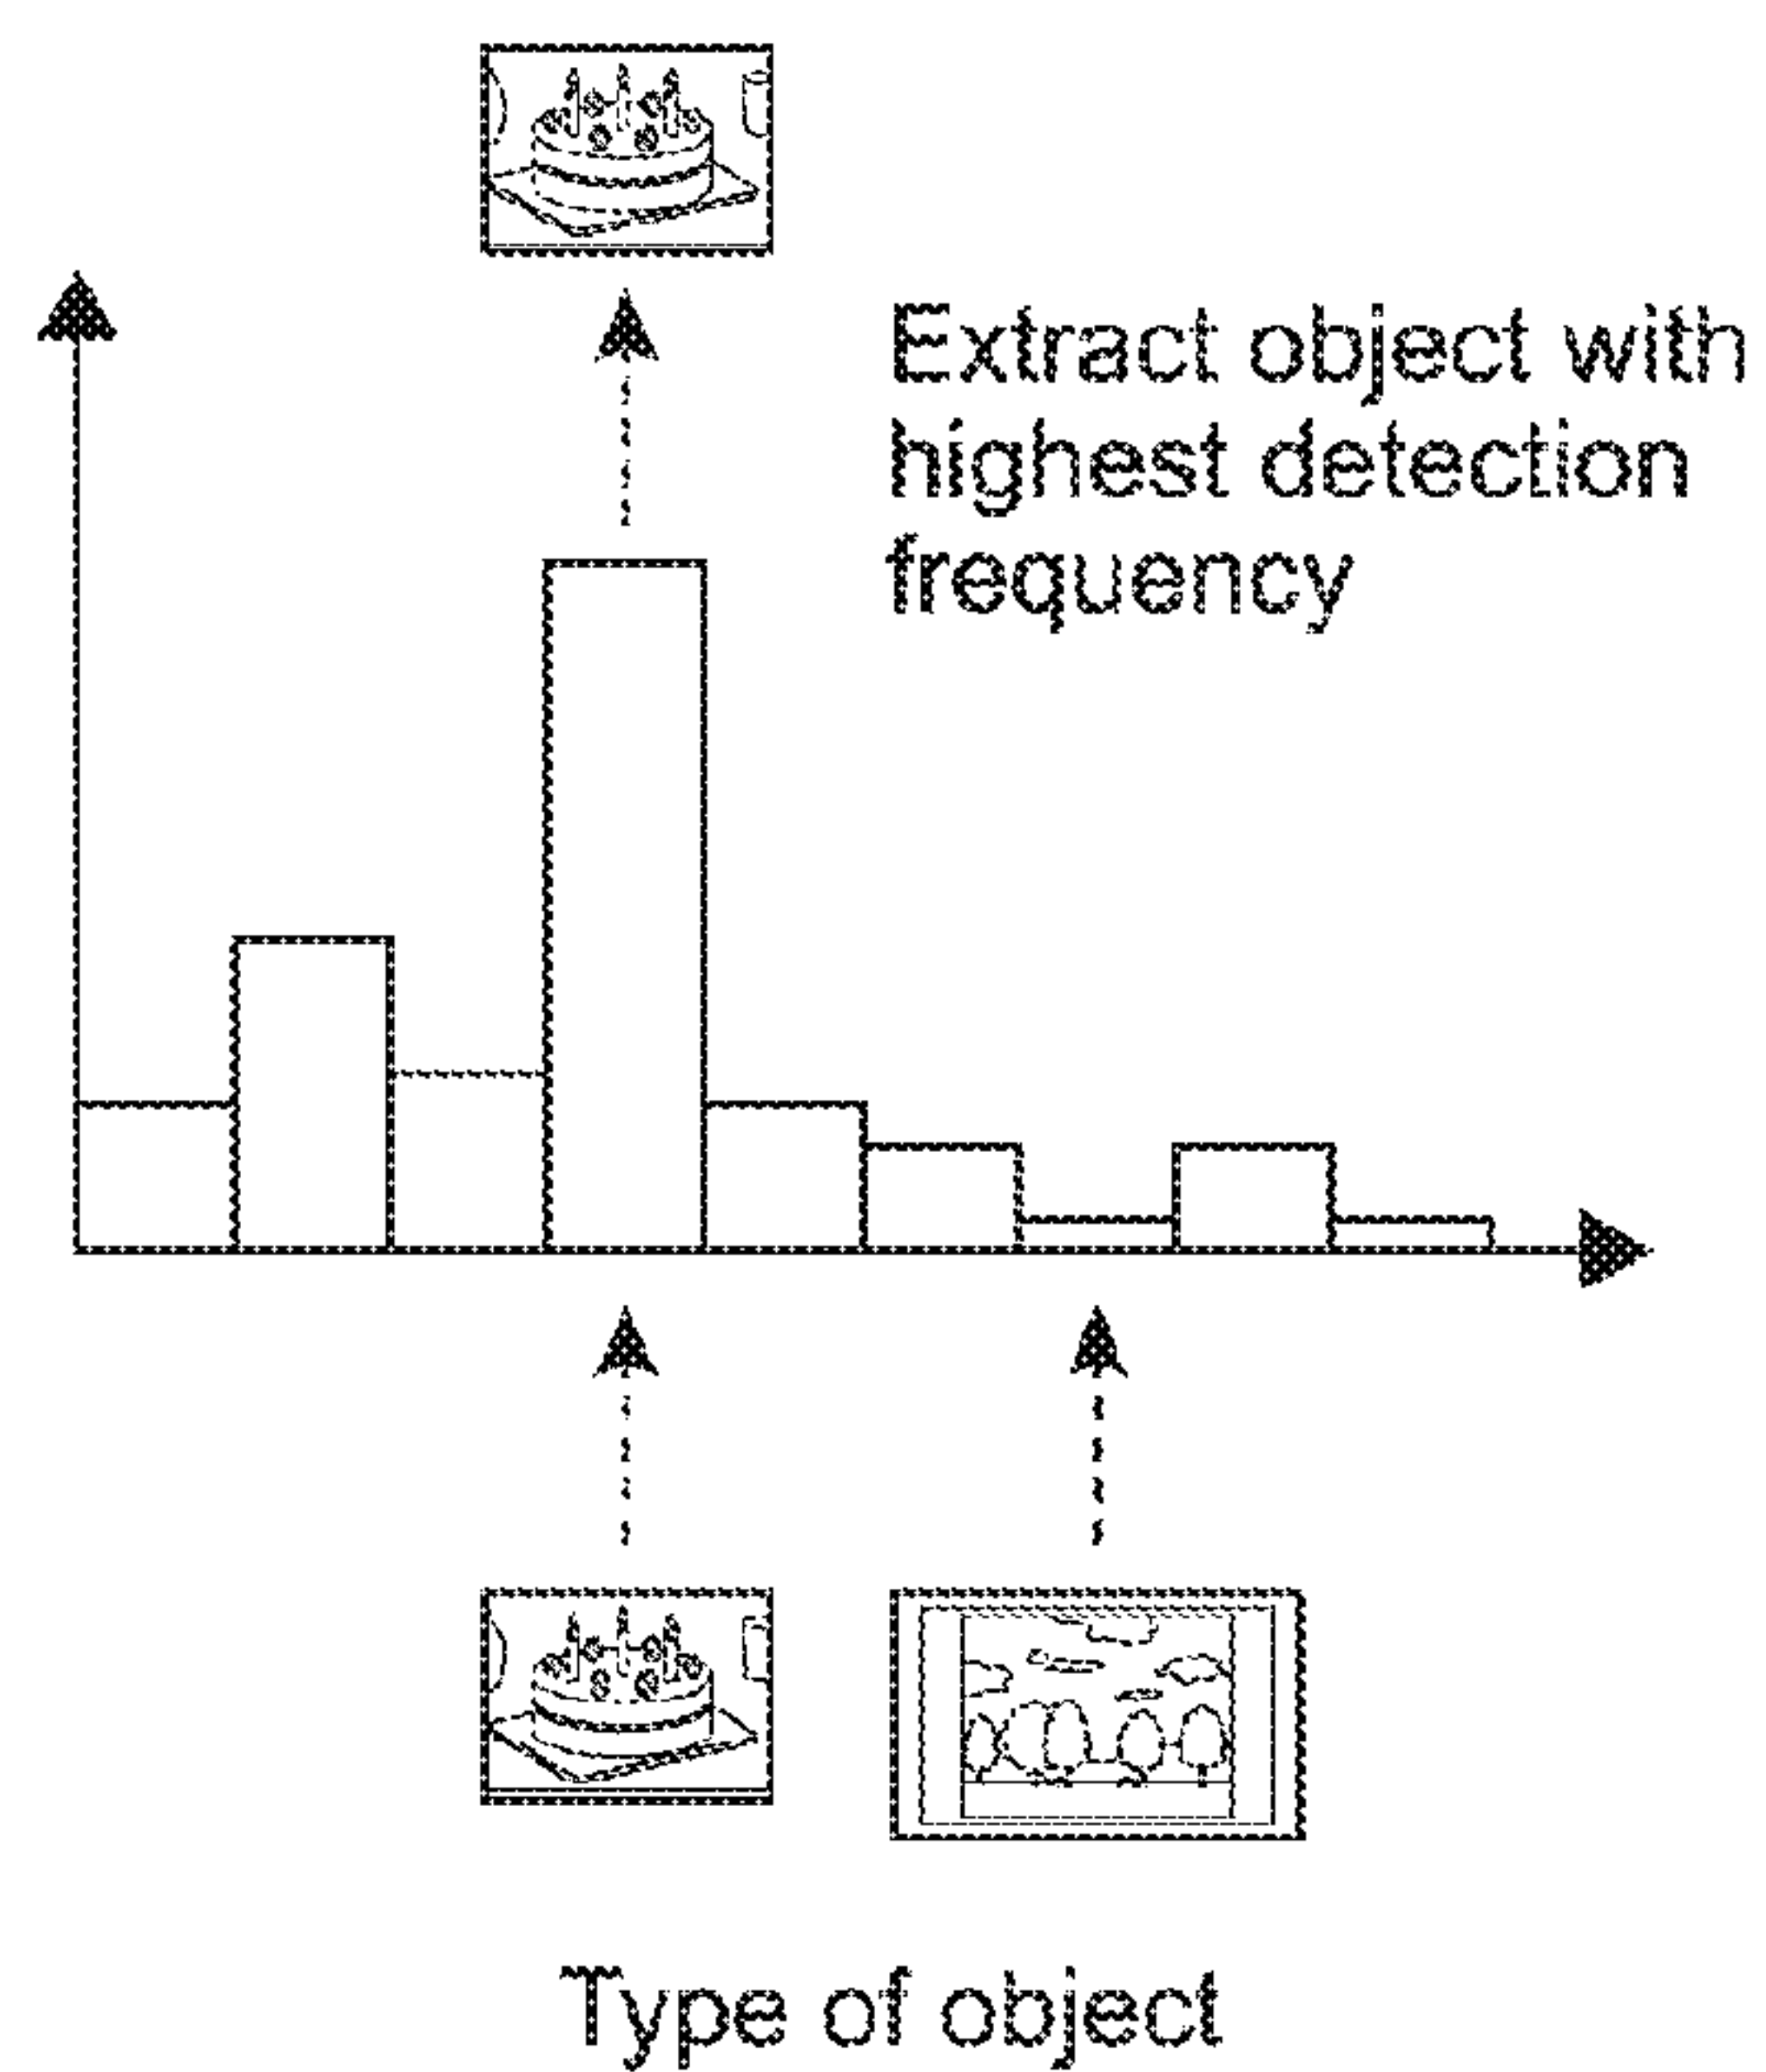 Extract object with
highest detection
frequency
Type of object